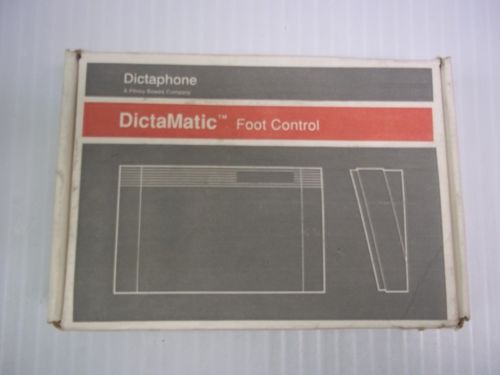 Dictaphone
A Pitney Bowes Company
DictaMatic™ Foot Control